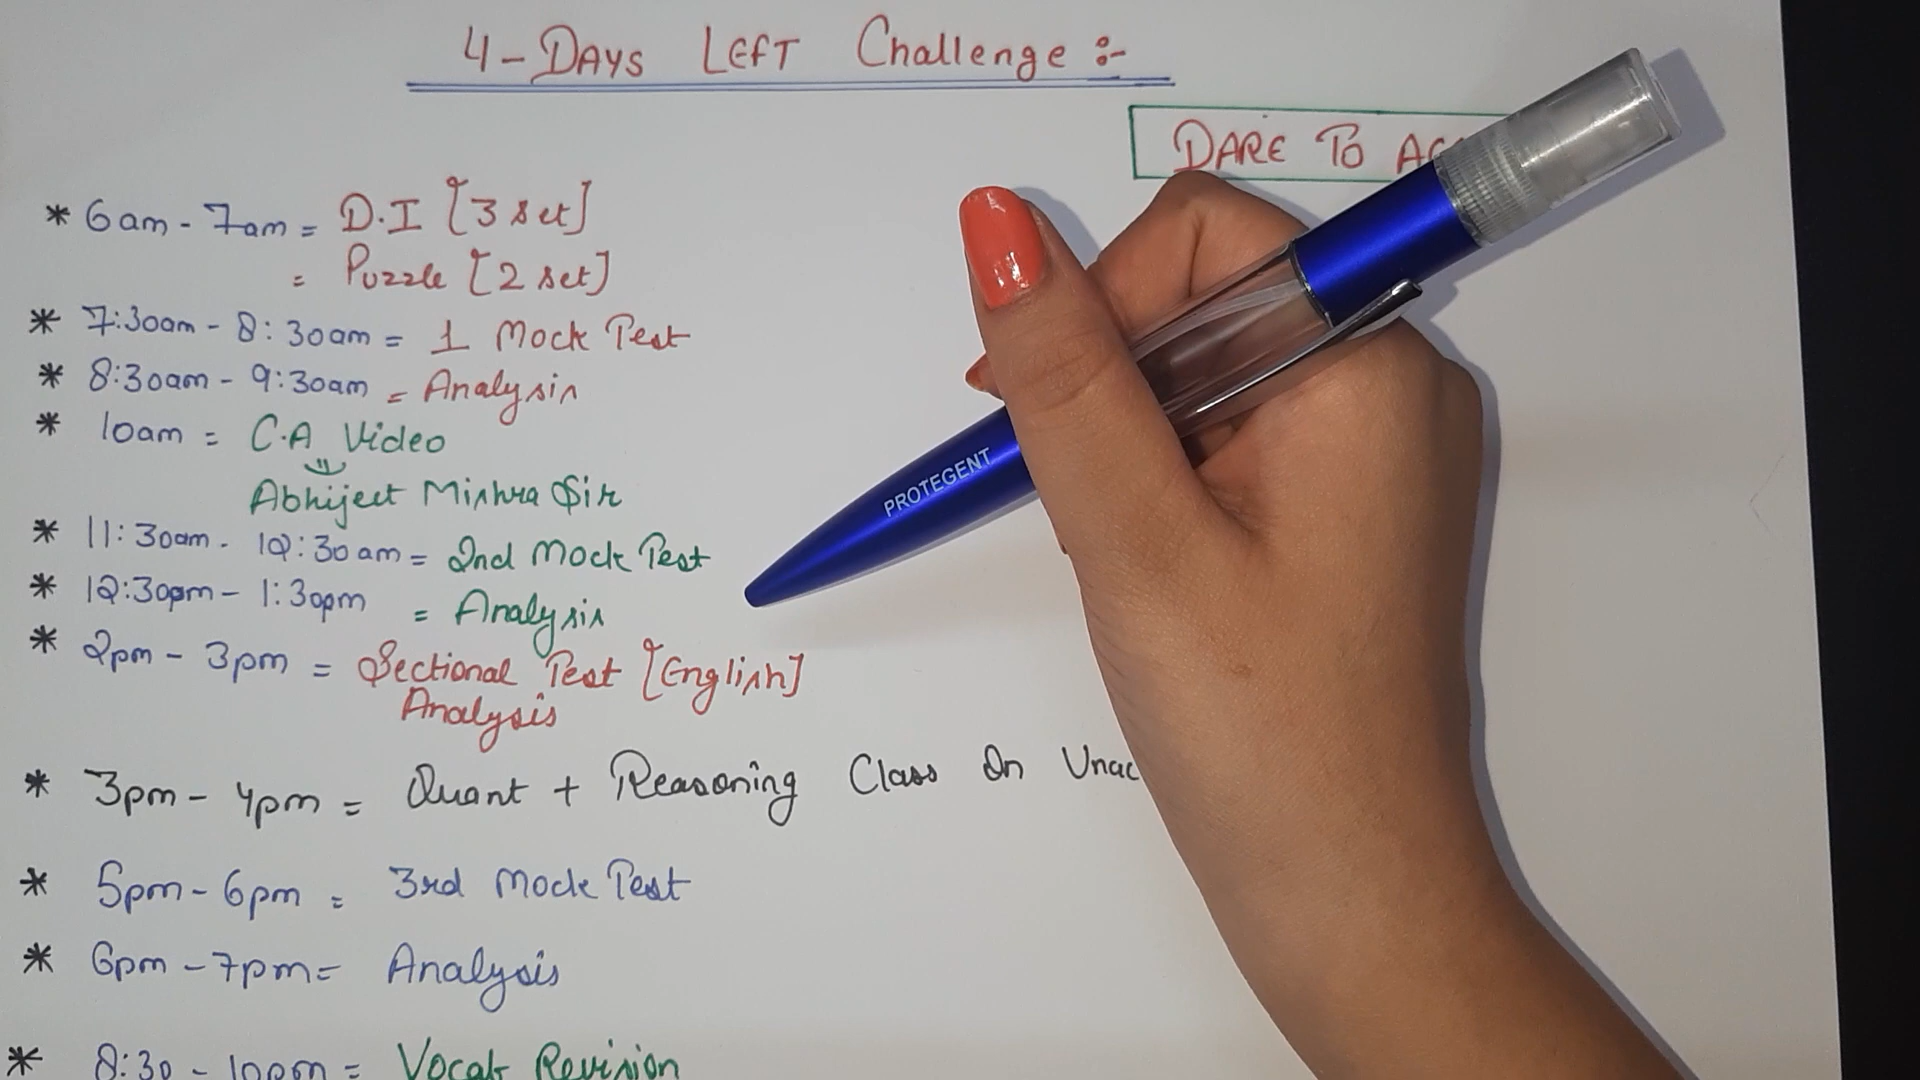 4-DAYS LEFT Challenge :-
DARE TO AC
* 6am - 7am = D.I [3 set]
= Puzzle [2 set]
* 7:30am - 8:30am = 1 Mock Test
* 8:30am - 9:30am = Analysis
* 10am = C.A Video
Abhijeet Mishra Sir
* 11:30am - 12:30am = 2nd Mock Test
* 12:30pm - 1:30pm = Analysis
* 2pm - 3pm = Sectional Test [English]
Analysis
* 3pm - 4pm = Quant + Reasoning Class On Unac
* 5pm - 6pm = 3rd Mock Test
* 6pm - 7pm = Analysis
* 8:30 - 10pm = Vocab Revision
PROTEGENT